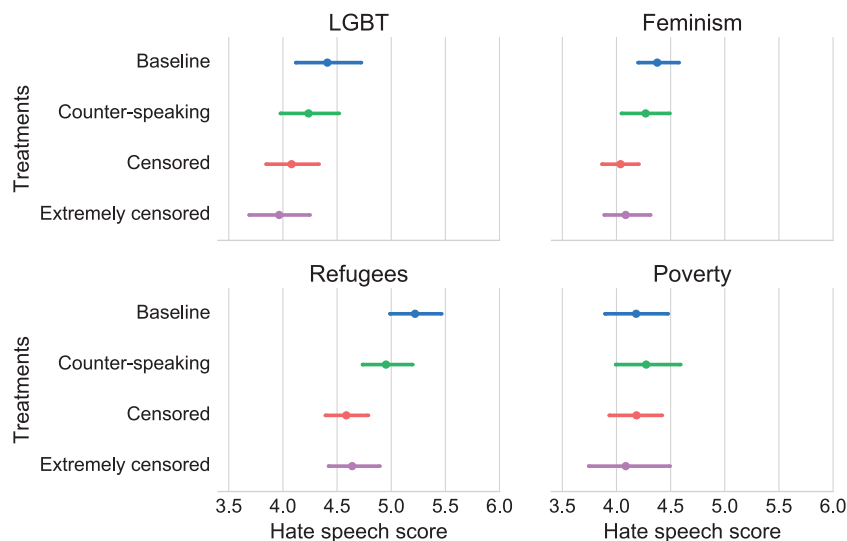 LGBT
Feminism
Treatments
Baseline
Counter-speaking
Censored
Extremely censored
Refugees
Poverty
Treatments
Baseline
Counter-speaking
Censored
Extremely censored
3.5 4.0 4.5 5.0 5.5 6.0
3.5 4.0 4.5 5.0 5.5 6.0
Hate speech score
Hate speech score